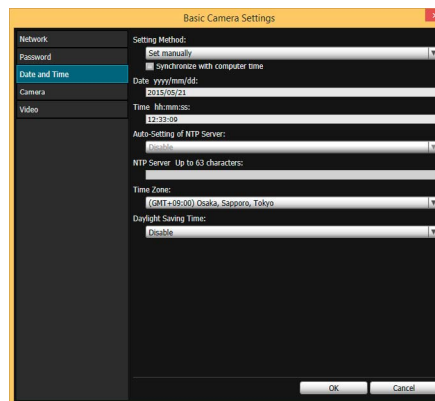 Basic Camera Settings
Network
Password
Date and Time
Camera
Video
Setting Method:
Set manually
Synchronize with computer time
Date yyyy/mm/dd:
2015/05/21
Time hh:mm:ss:
12:33:09
Auto-Setting of NTP Server:
Disable
NTP Server Up to 63 characters:
Time Zone:
(GMT+09:00) Osaka, Sapporo, Tokyo
Daylight Saving Time:
Disable
OK
Cancel